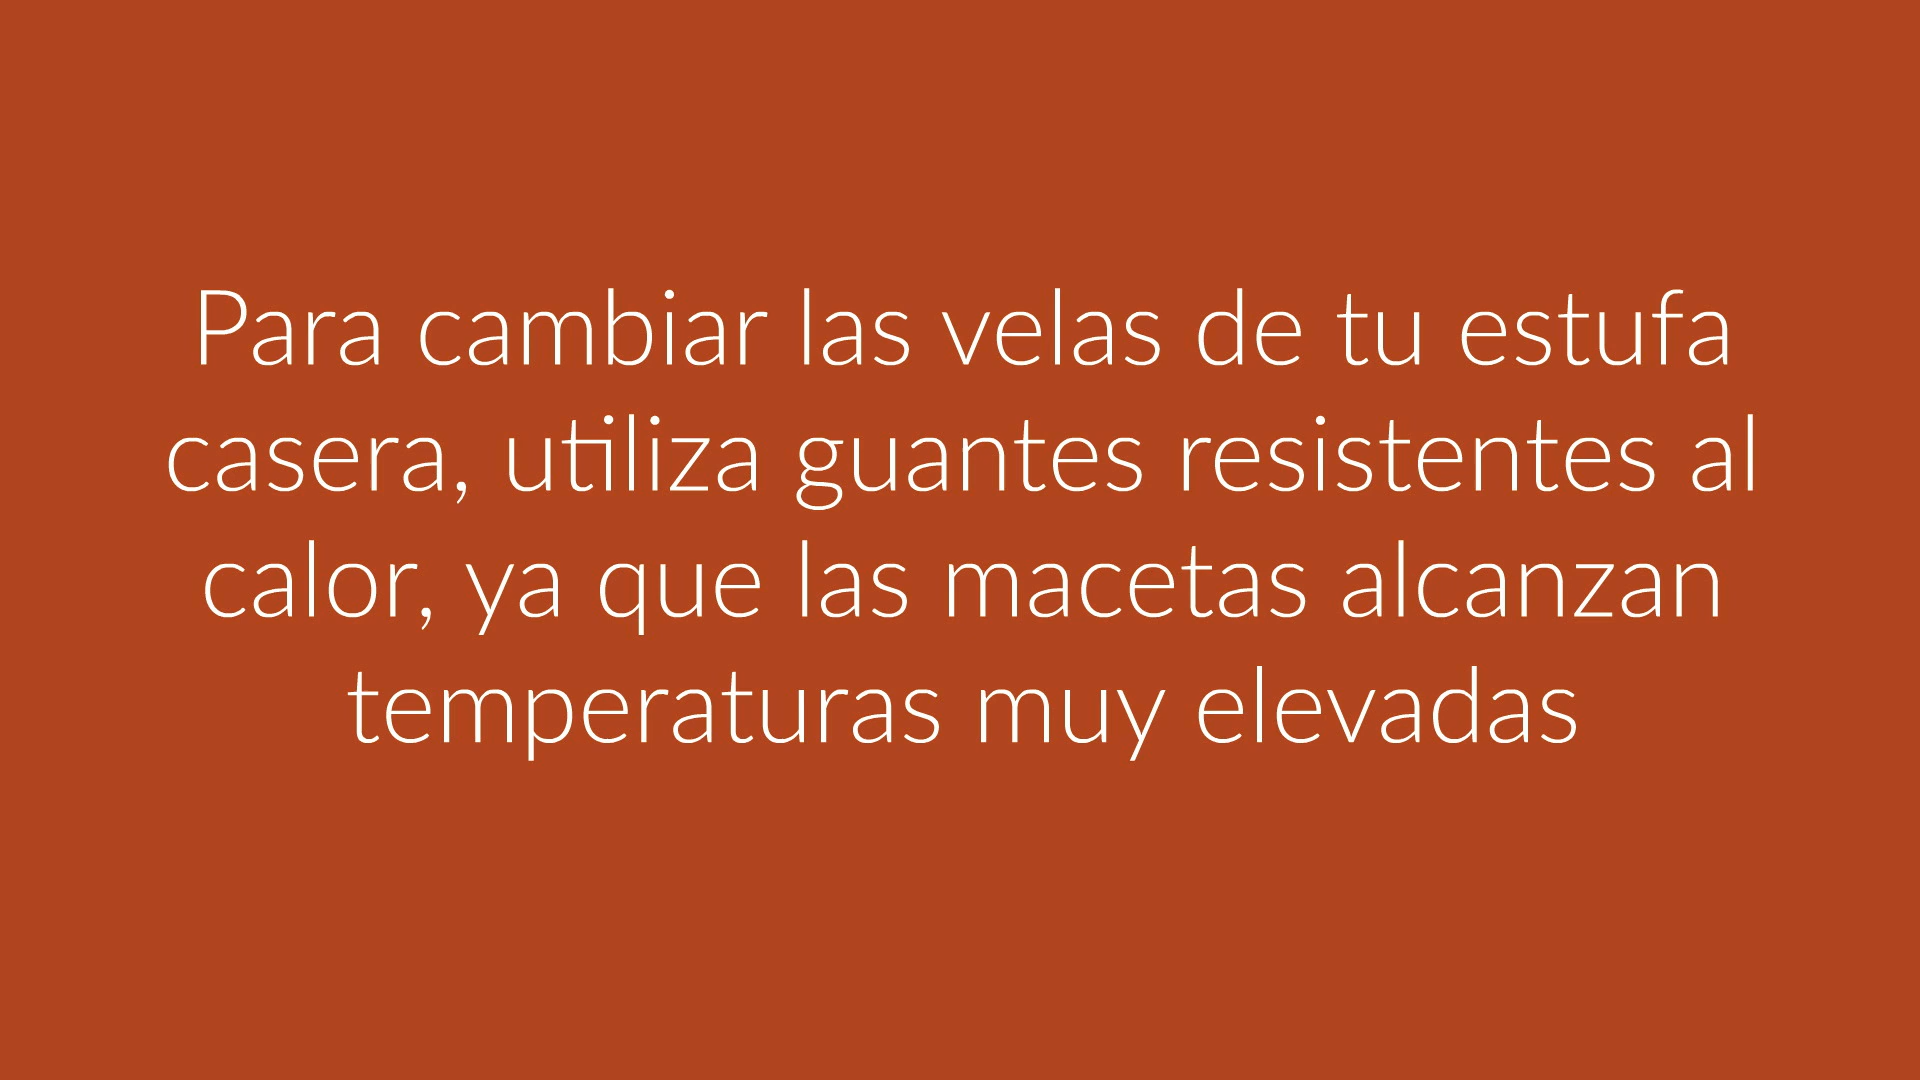 Para cambiar las velas de tu estufa
casera, utiliza guantes resistentes al
calor, ya que las macetas alcanzan
temperaturas muy elevadas